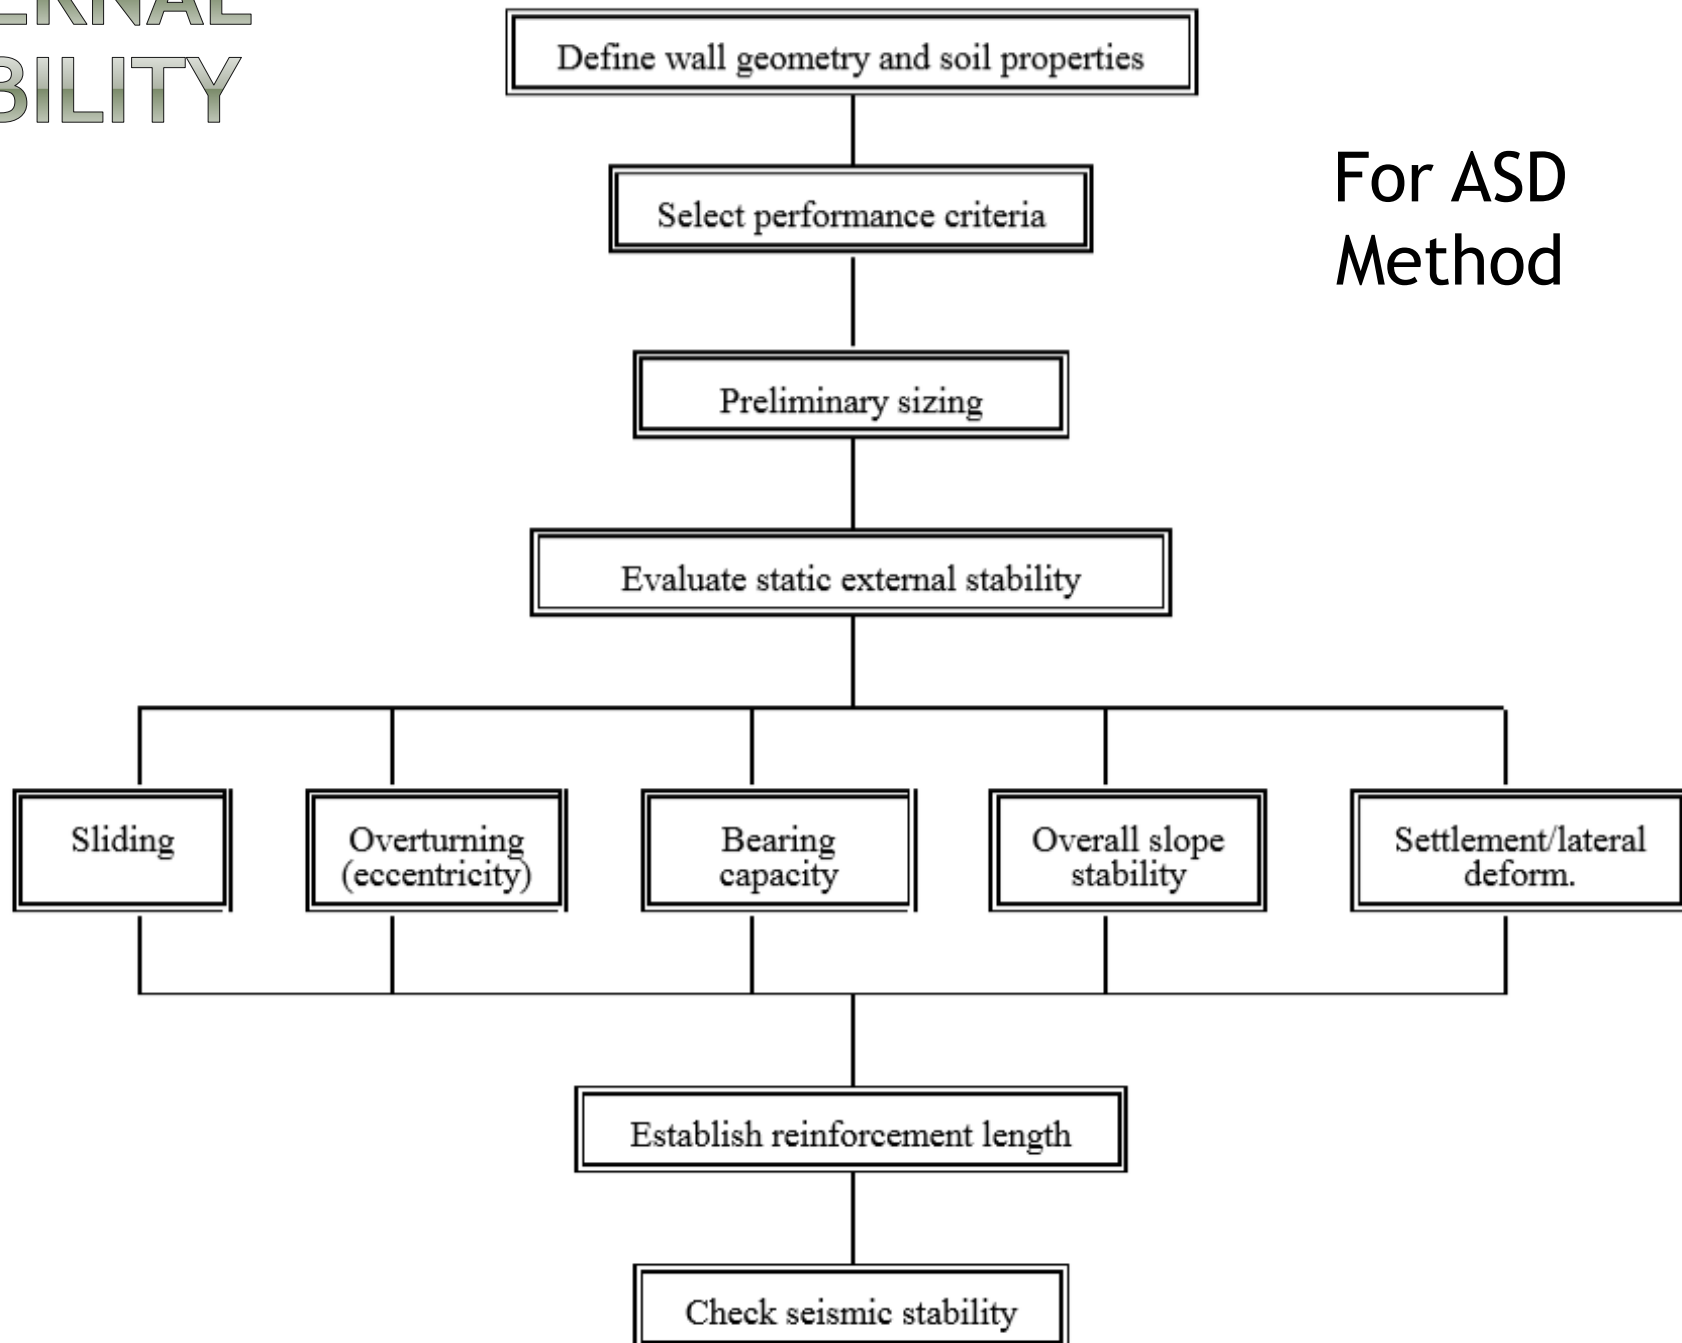 Define wall geometry and soil properties
Select performance criteria
For ASD
Method
Preliminary sizing
Evaluate static external stability
Sliding
Overturning
(eccentricity)
Bearing
capacity
Overall slope
stability
Settlement/lateral
deform.
Establish reinforcement length
Check seismic stability